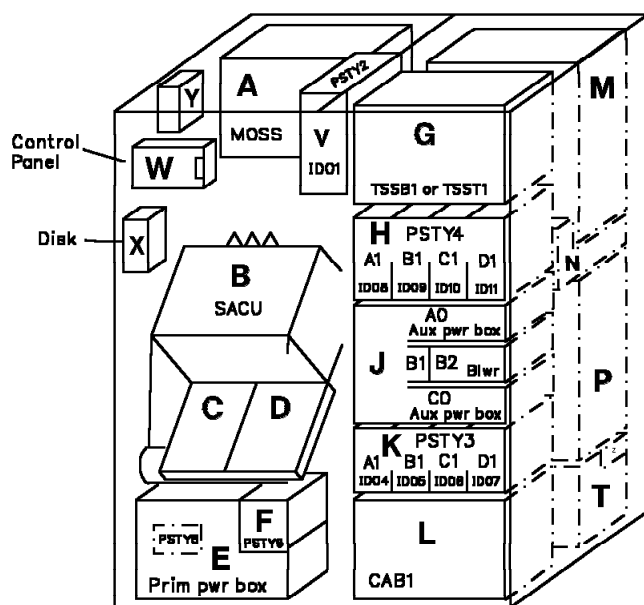 PSTY2
Y
A
M
MOSS
V
G
Control
Panel
W
ID01
TSSB1 or TSST1
Disk
X
H PSTY4
A1 B1 C1 D1
ID08 ID09 ID10 ID11
N
B
SACU
A0
Aux pwr box
J B1 B2 Blwr
P
C D
C0
Aux pwr box
K PSTY3
A1 B1 C1 D1
ID04 ID05 ID06 ID07
T
F
PSTY5
E
Prim pwr box
L
CAB1